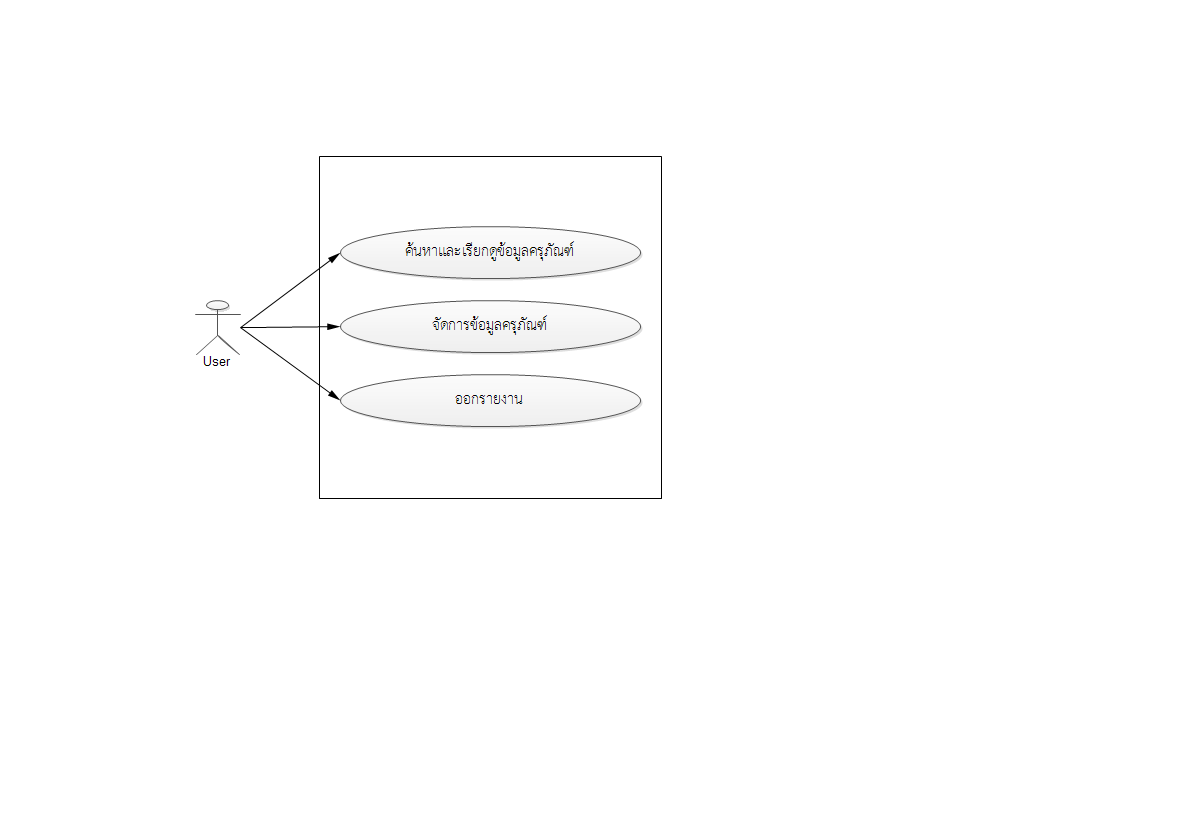 ค้นหาและเรียกดูข้อมูลครุภัณฑ์
จัดการข้อมูลครุภัณฑ์
User
ออกรายงาน